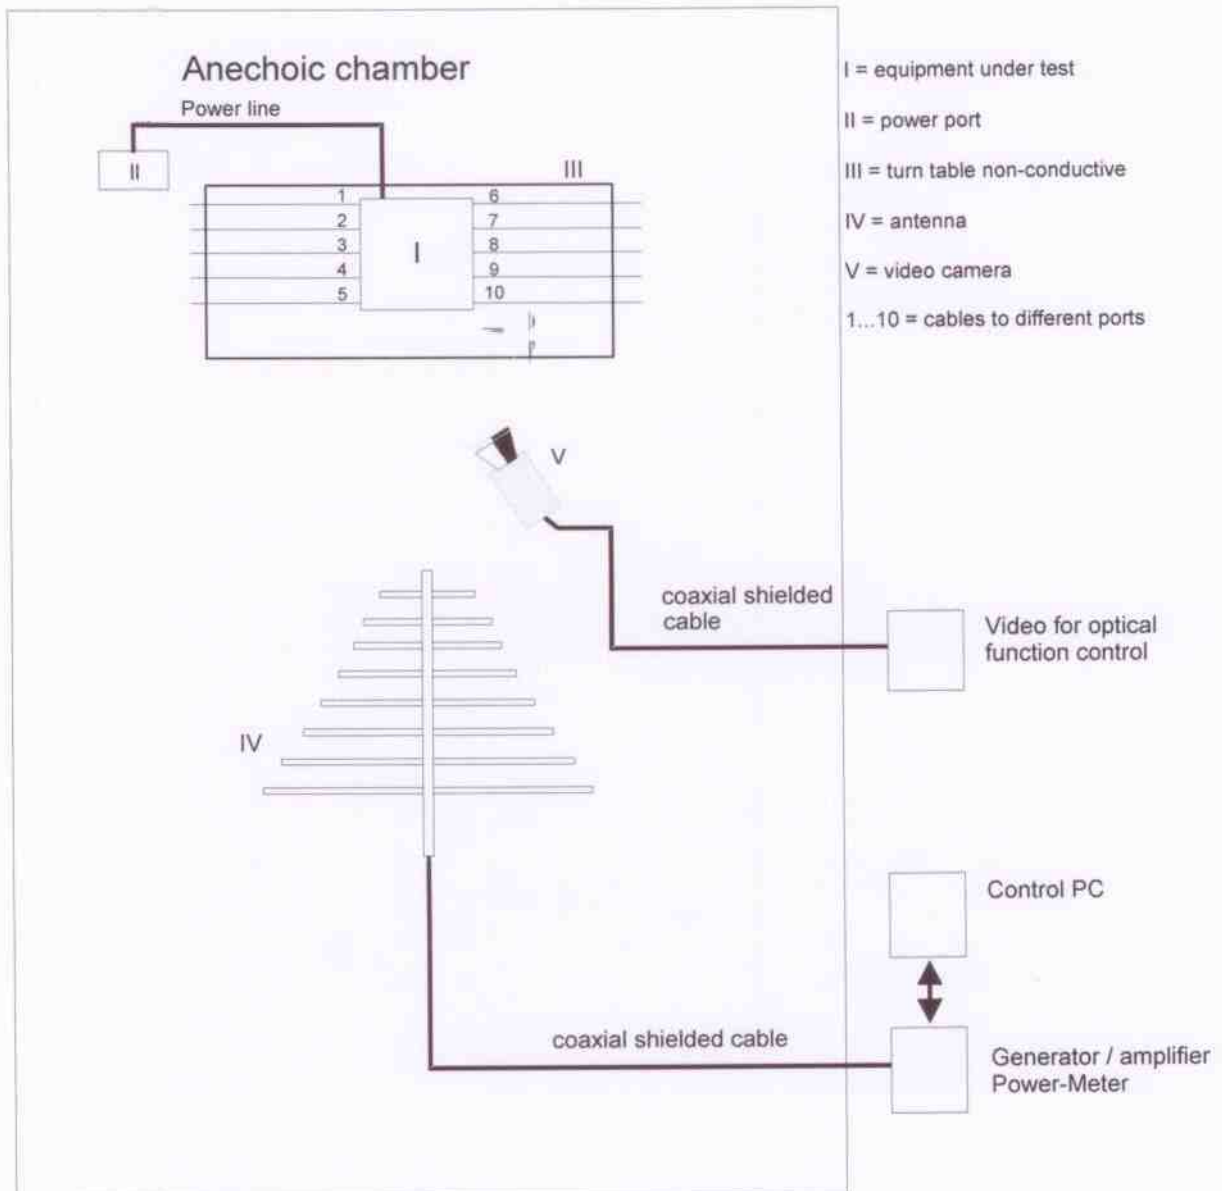 Anechoic chamber
Power line
II
III
1
2
3
4
5
I
6
7
8
9
10
I = equipment under test
II = power port
III = turn table non-conductive
IV = antenna
V = video camera
1...10 = cables to different ports
V
coaxial shielded
cable
Video for optical
function control
IV
Control PC
coaxial shielded cable
Generator / amplifier
Power-Meter